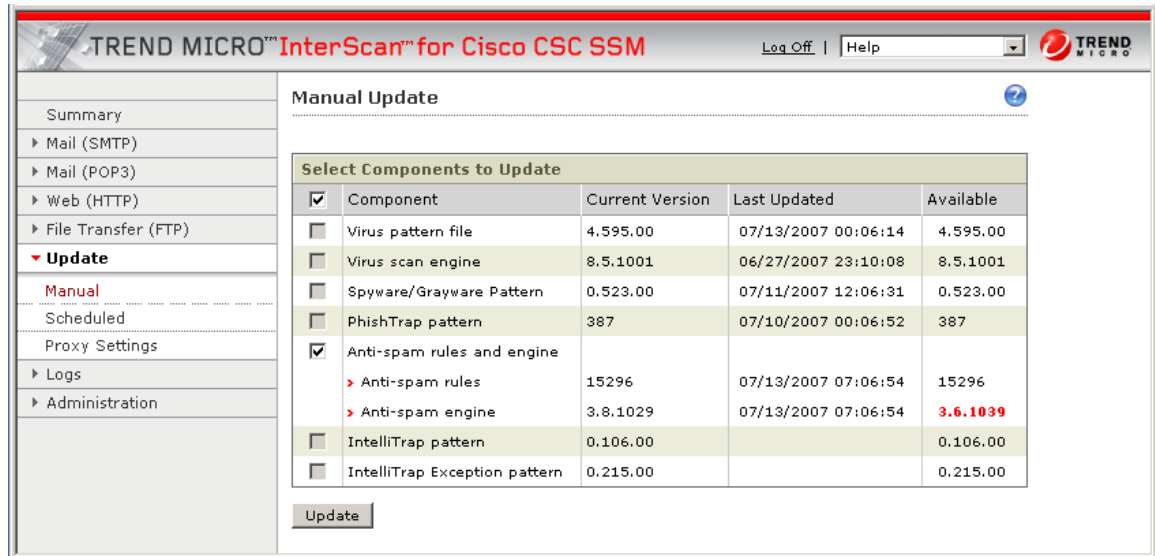 TREND MICRO™ InterScan™ for Cisco CSC SSM
Log Off | Help
TREND MICRO
Summary
Mail (SMTP)
Mail (POP3)
Web (HTTP)
File Transfer (FTP)
Update
Manual
Scheduled
Proxy Settings
Logs
Administration
Manual Update
?
Select Components to Update
Component Current Version Last Updated Available
Virus pattern file 4.595.00 07/13/2007 00:06:14 4.595.00
Virus scan engine 8.5.1001 06/27/2007 23:10:08 8.5.1001
Spyware/Grayware Pattern 0.523.00 07/11/2007 12:06:31 0.523.00
PhishTrap pattern 387 07/10/2007 00:06:52 387
Anti-spam rules and engine
Anti-spam rules 15296 07/13/2007 07:06:54 15296
Anti-spam engine 3.8.1029 07/13/2007 07:06:54 3.6.1039
IntelliTrap pattern 0.106.00 0.106.00
IntelliTrap Exception pattern 0.215.00 0.215.00
Update